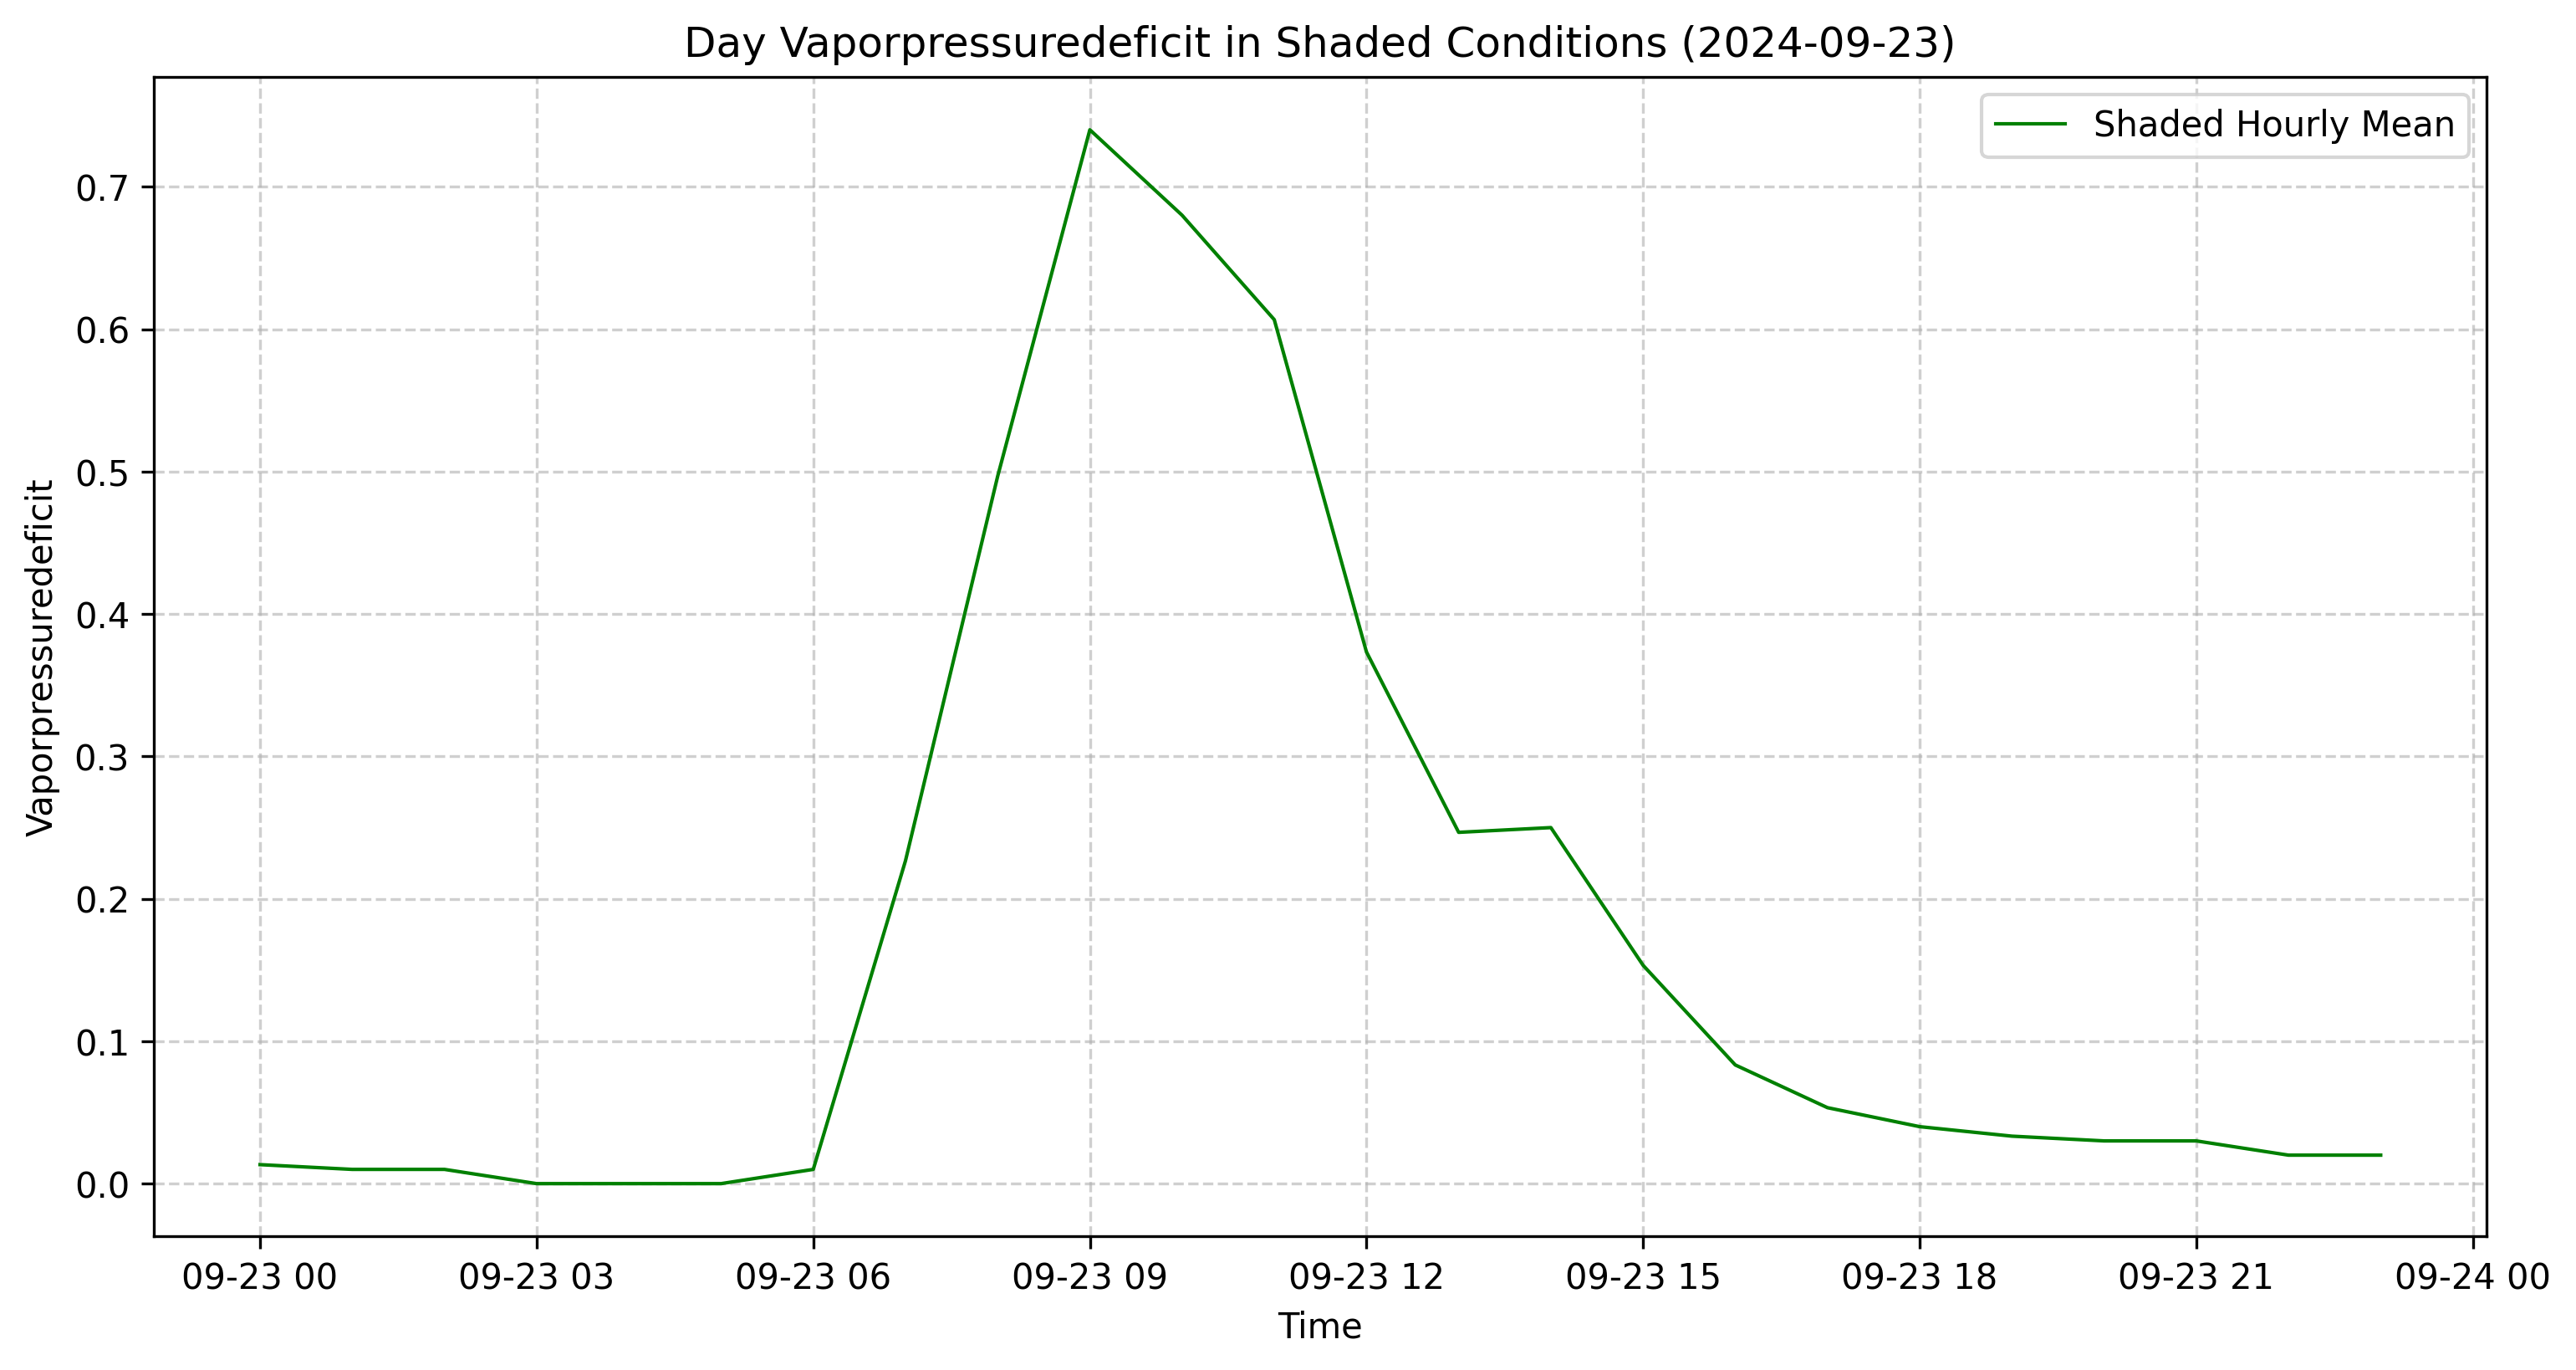 Day Vaporpressuredeficit in Shaded Conditions (2024-09-23)
Shaded Hourly Mean
Vaporpressuredeficit
0.7
0.6
0.5
0.4
0.3
0.2
0.1
0.0
09-23 00 09-23 03 09-23 06 09-23 09 09-23 12 09-23 15 09-23 18 09-23 21 09-24 00
Time